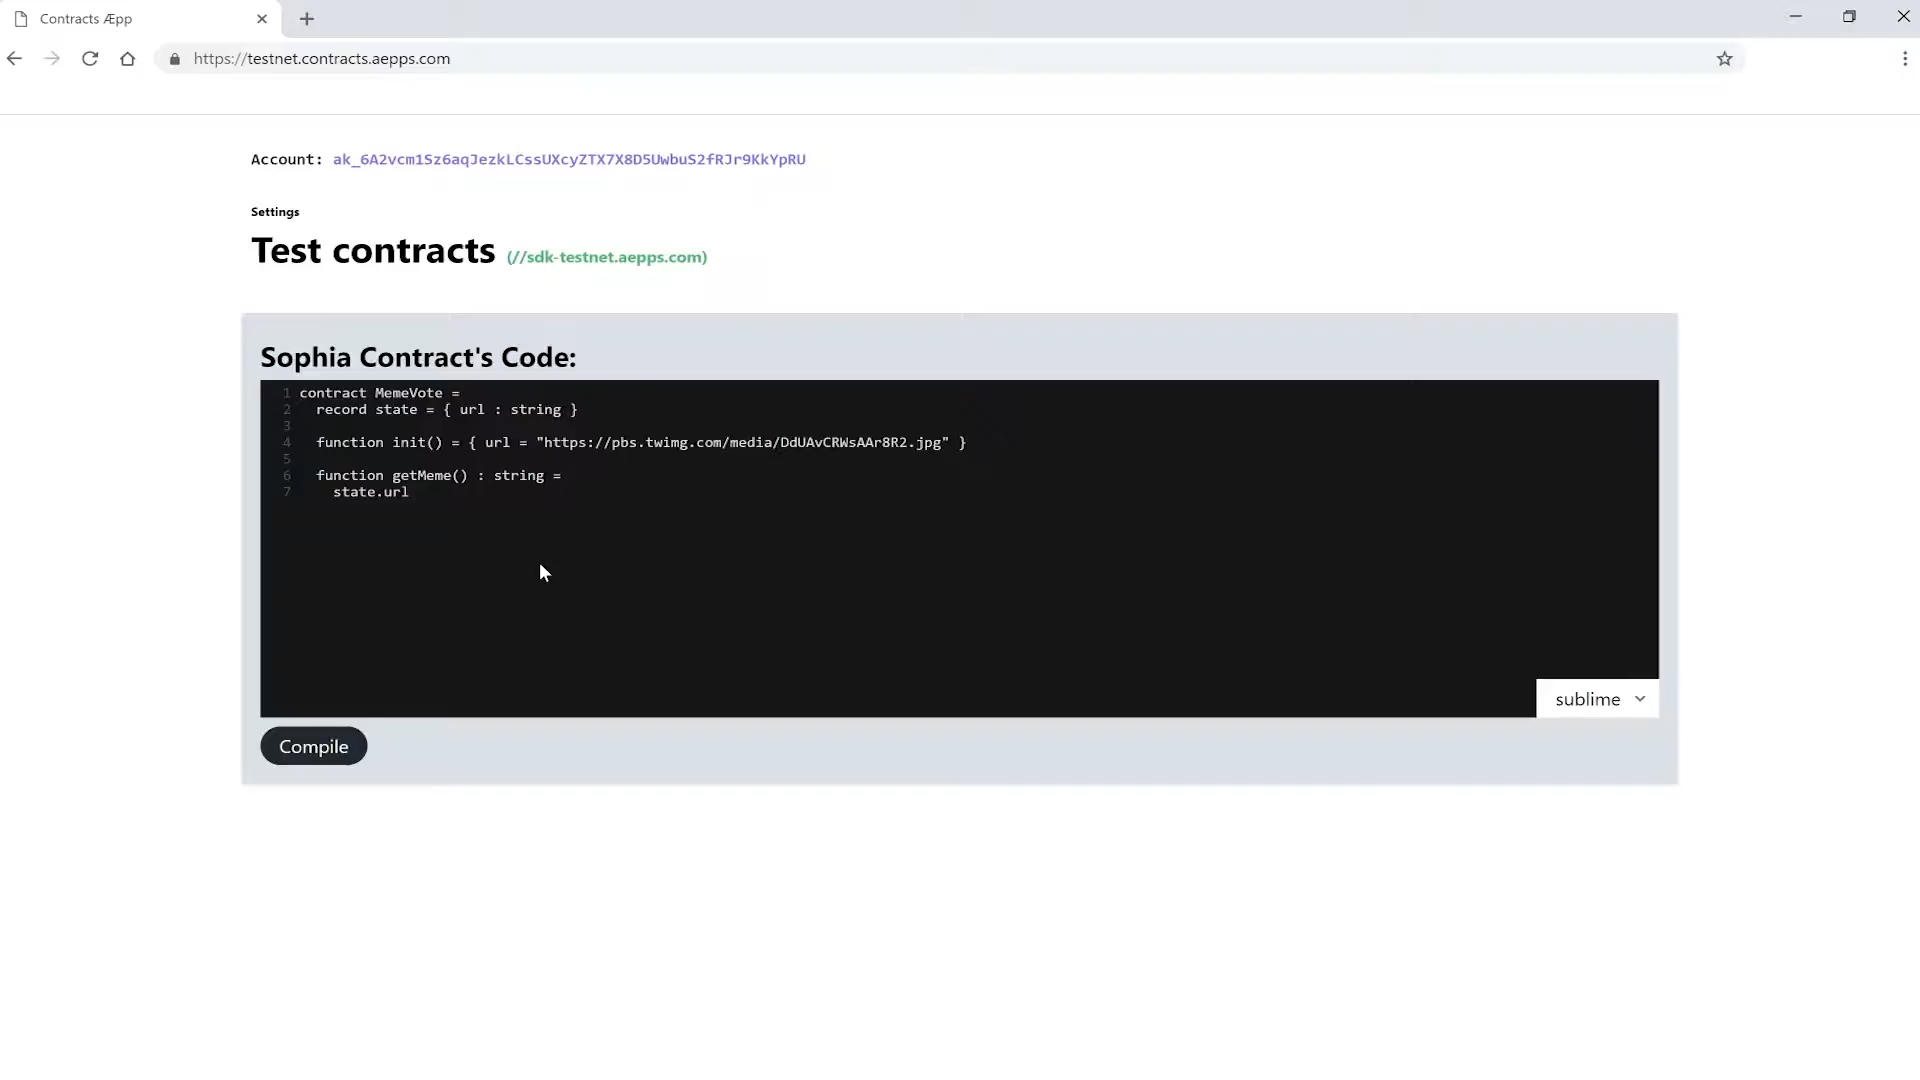 Contracts Æpp
https://testnet.contracts.aepps.com
Account: ak_6A2vcm1Sz6aqJezkLCssUXcyZTX7X8D5UwbuS2fRJr9KkYpRU
Settings
Test contracts (//sdk-testnet.aepps.com)
Sophia Contract's Code:
1 contract MemeVote =
2   record state = { url : string }
3
4   function init() = { url = "https://pbs.twimg.com/media/DdUAvCRWsAAr8R2.jpg" }
5
6   function getMeme() : string =
7     state.url
sublime
Compile